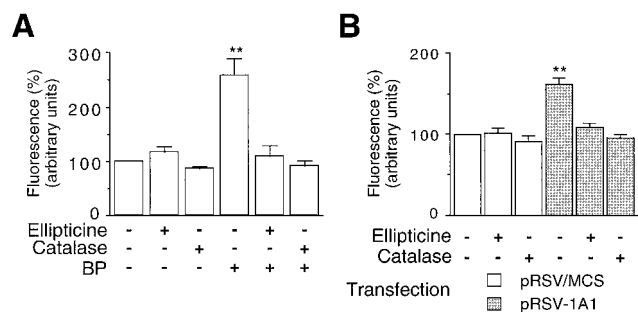 A
Fluorescence (%)
(arbitrary units)
300
200
100
0
**
Ellipticine - + - - + -
Catalase - - + - - +
BP - - - + + +
B
Fluorescence (%)
(arbitrary units)
200
100
0
**
Ellipticine - + - - + -
Catalase - - + - - +
Transfection
pRSV/MCS
pRSV-1A1